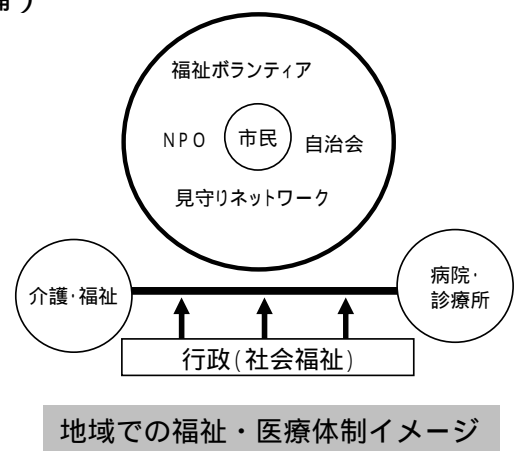 福祉ボランティア
NPO
市民
自治会
見守りネットワーク
介護・福祉
病院・
診療所
行政(社会福祉)
地域での福祉・医療体制イメージ